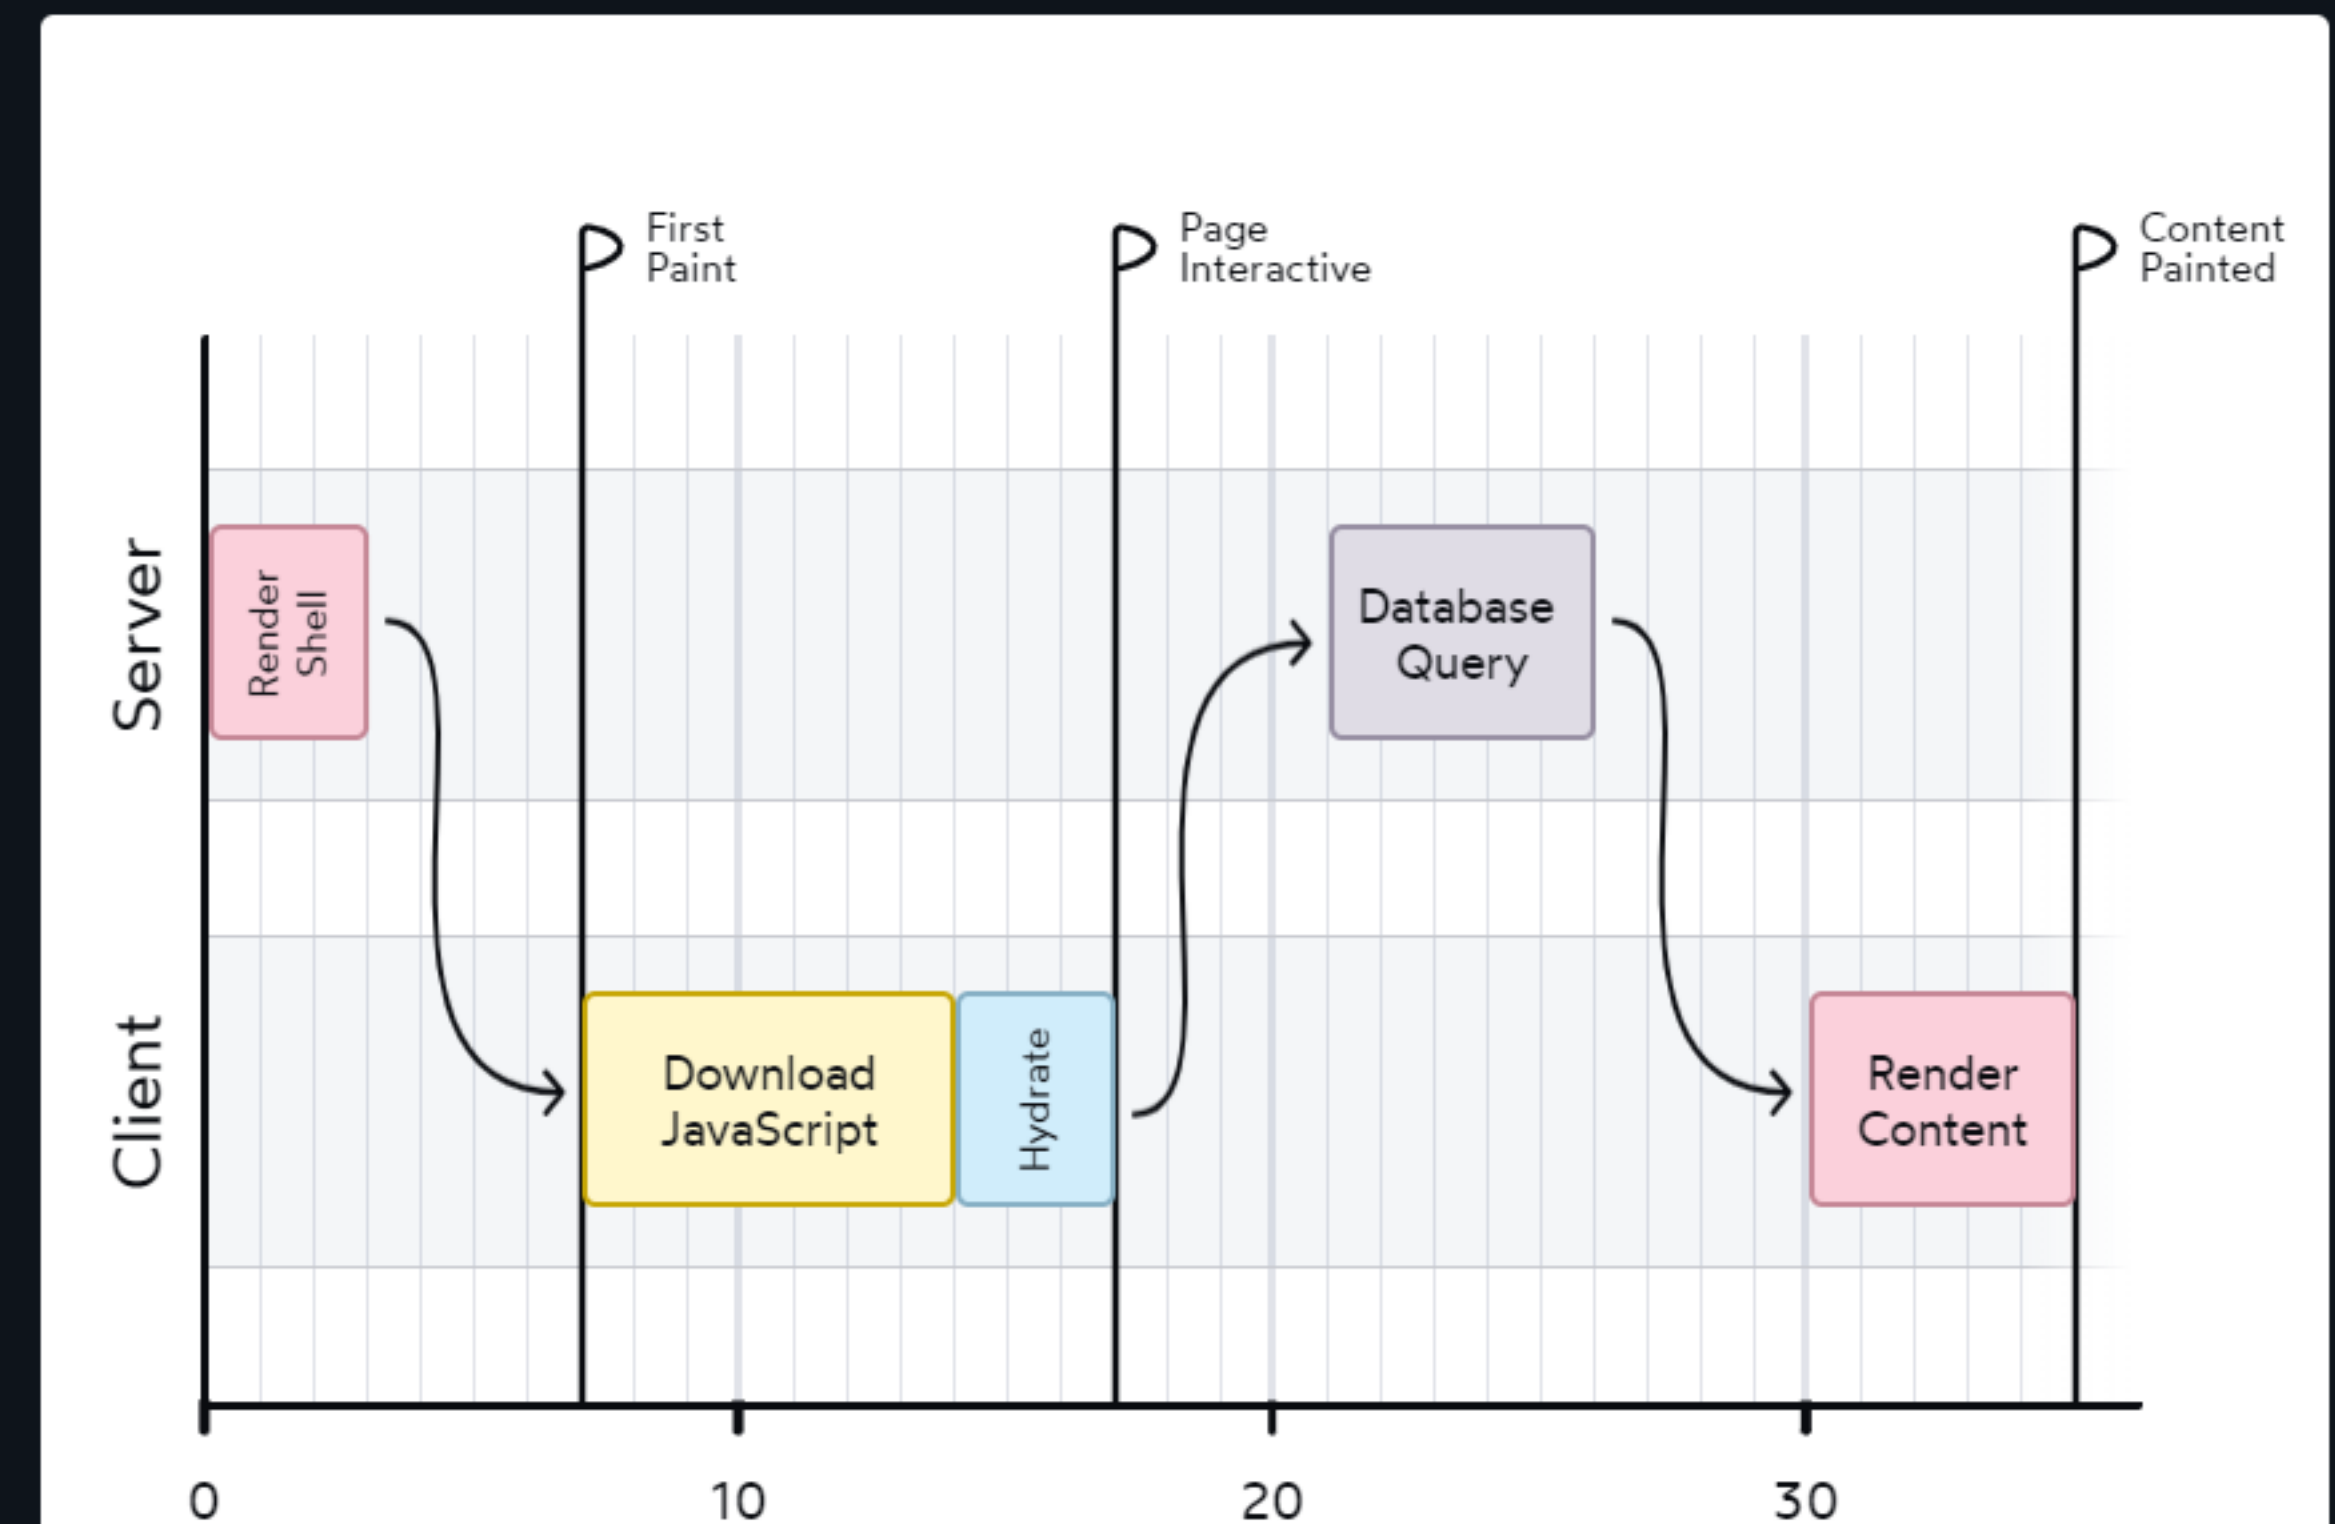 First
Paint
Page
Interactive
Content
Painted
Server
Render
Shell
Database
Query
Client
Download
JavaScript
Hydrate
Render
Content
0
10
20
30